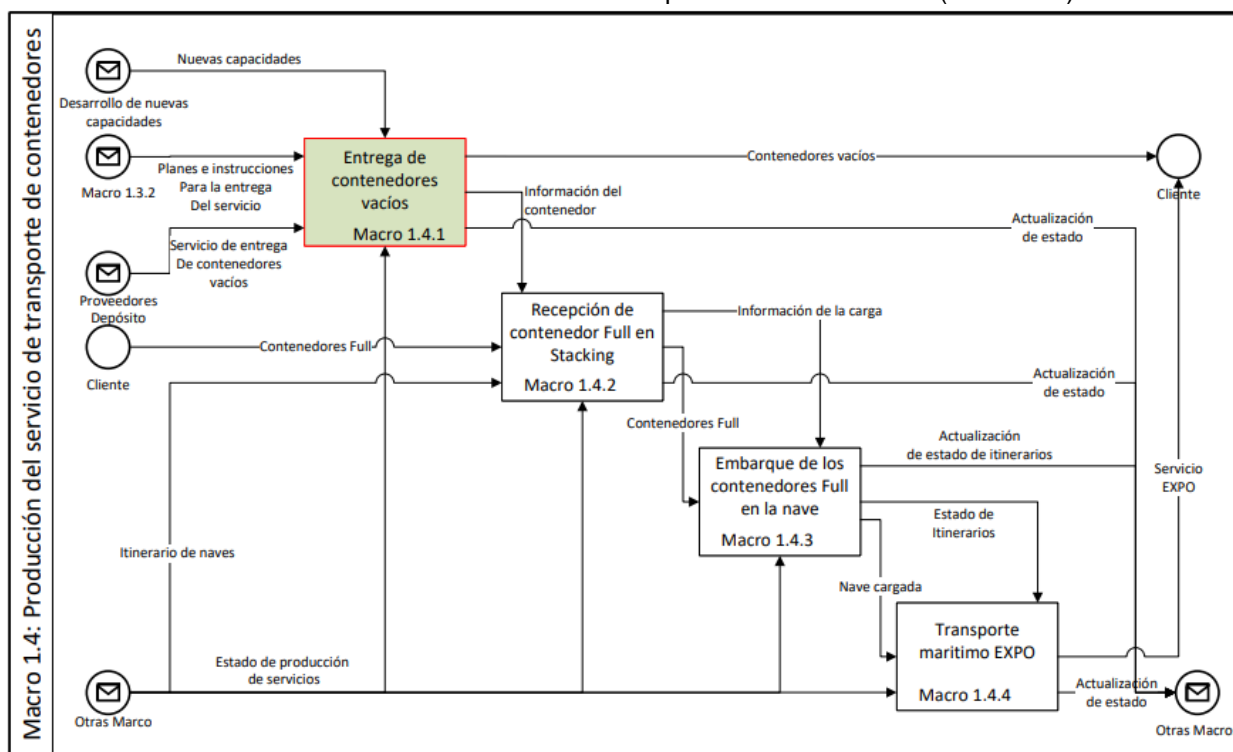 Macro 1.4: Producción del servicio de transporte de contenedores
Nuevas capacidades
Desarrollo de nuevas
capacidades
Macro 1.3.2
Planes e instrucciones
Para la entrega
Del servicio
Entrega de
contenedores
vacíos
Macro 1.4.1
Contenedores vacíos
Cliente
Información del
contenedor
Actualización
de estado
Servicio de entrega
De contenedores
vacíos
Proveedores
Depósito
Cliente
Contenedores Full
Recepción de
contenedor Full en
Stacking
Macro 1.4.2
Información de la carga
Actualización
de estado
Contenedores Full
Actualización
de estado de itinerarios
Embarque de los
contenedores Full
en la nave
Macro 1.4.3
Servicio
EXPO
Estado de
Itinerarios
Itinerario de naves
Nave cargada
Transporte
maritimo EXPO
Macro 1.4.4
Estado de producción
de servicios
Otras Marco
Actualización
de estado
Otras Macro